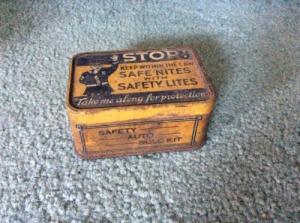 STOP!
KEEP WITHIN THE LAW
SAFE NITES
WITH
SAFETY LITES
Take me along for protection
SAFETY
AUTO
BULB KIT